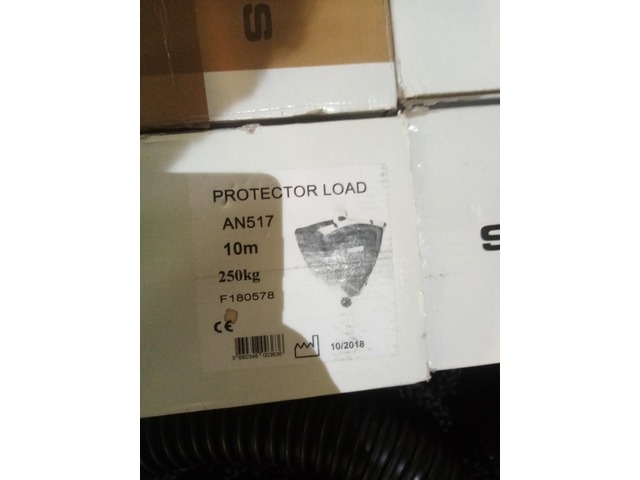 S
PROTECTOR LOAD
AN517
10m
250kg
F180578
CE
10/2018
S